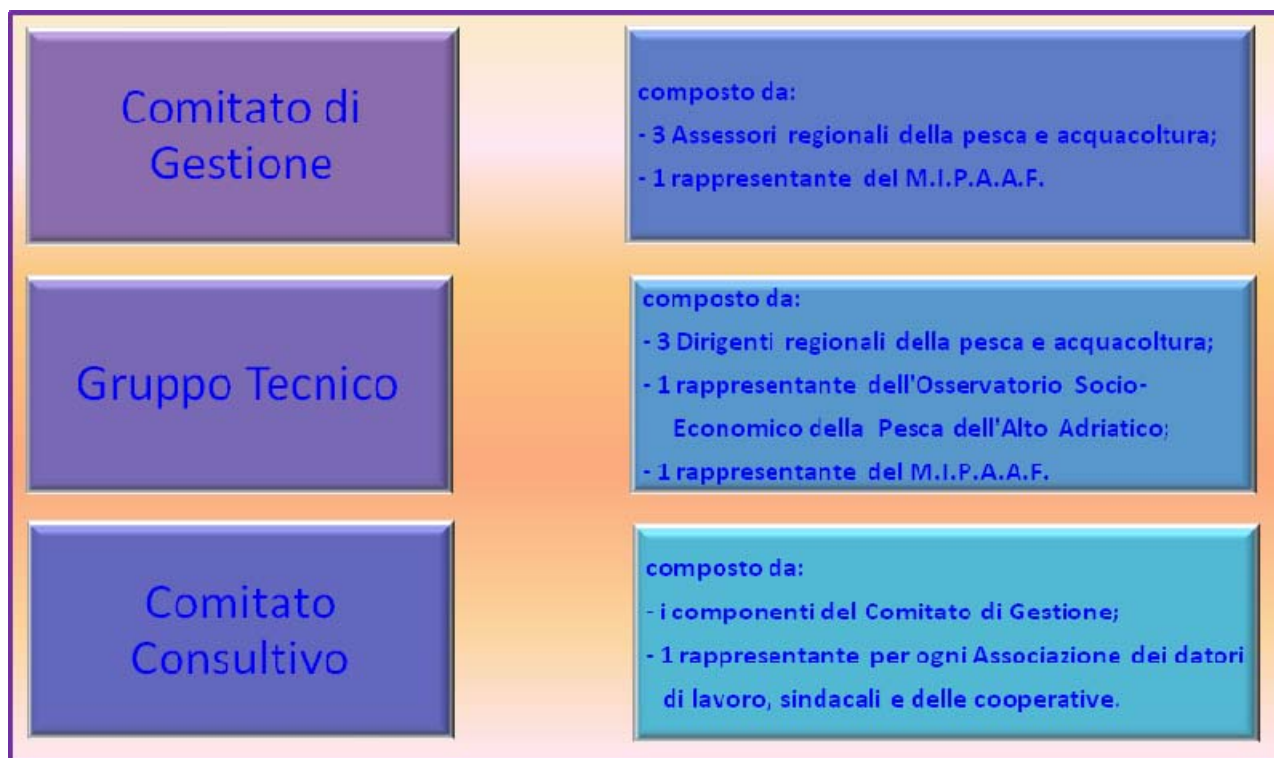 Comitato di
Gestione
composto da:
- 3 Assessori regionali della pesca e acquacoltura;
- 1 rappresentante del M.I.P.A.A.F.
Gruppo Tecnico
composto da:
- 3 Dirigenti regionali della pesca e acquacoltura;
- 1 rappresentante dell'Osservatorio Socio-
Economico della Pesca dell'Alto Adriatico;
- 1 rappresentante del M.I.P.A.A.F.
Comitato
Consultivo
composto da:
- i componenti del Comitato di Gestione;
- 1 rappresentante per ogni Associazione dei datori
di lavoro, sindacali e delle cooperative.